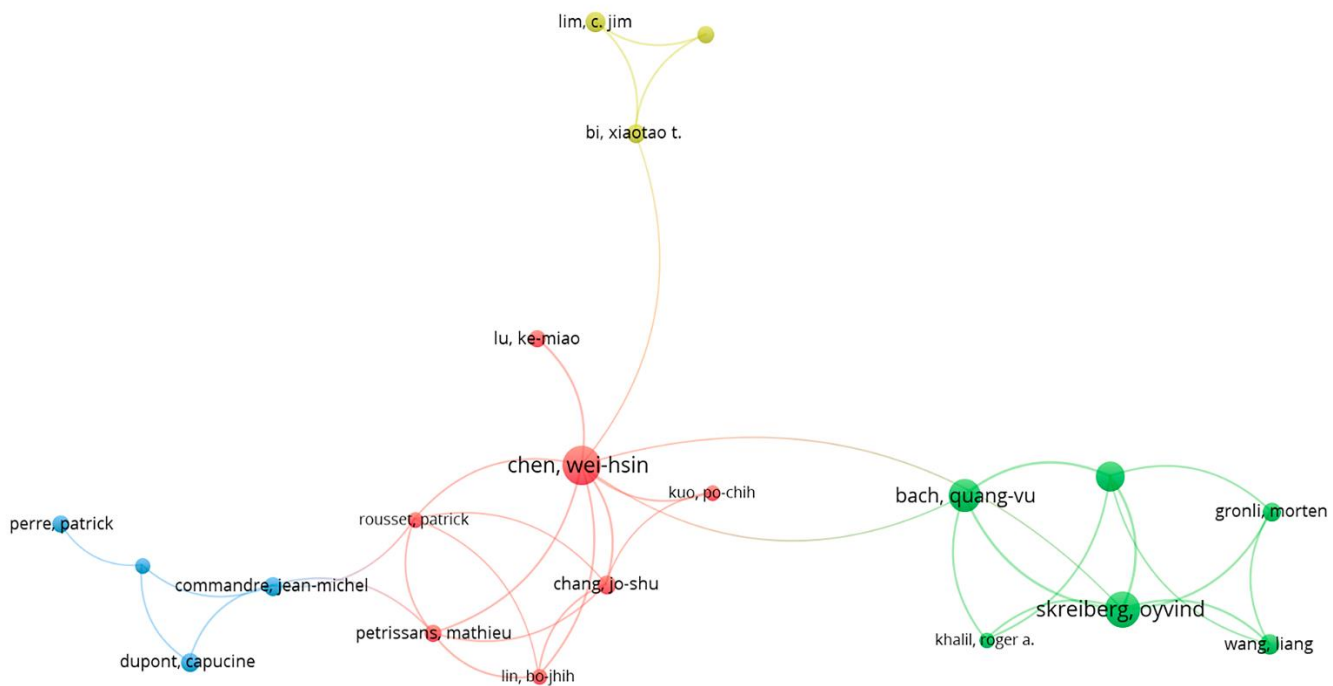 lim, c. jim
bi, xiaotao t.
lu, ke-miao
chen, wei-hsin
kuo, po-chih
bach, quang-vu
gronli, morten
perre, patrick
rousset, patrick
commandre, jean-michel
chang, jo-shu
skreiberg, oyvind
petrissans, mathieu
khalil, roger a.
wang, liang
dupont, capucine
lin, bo-jhih